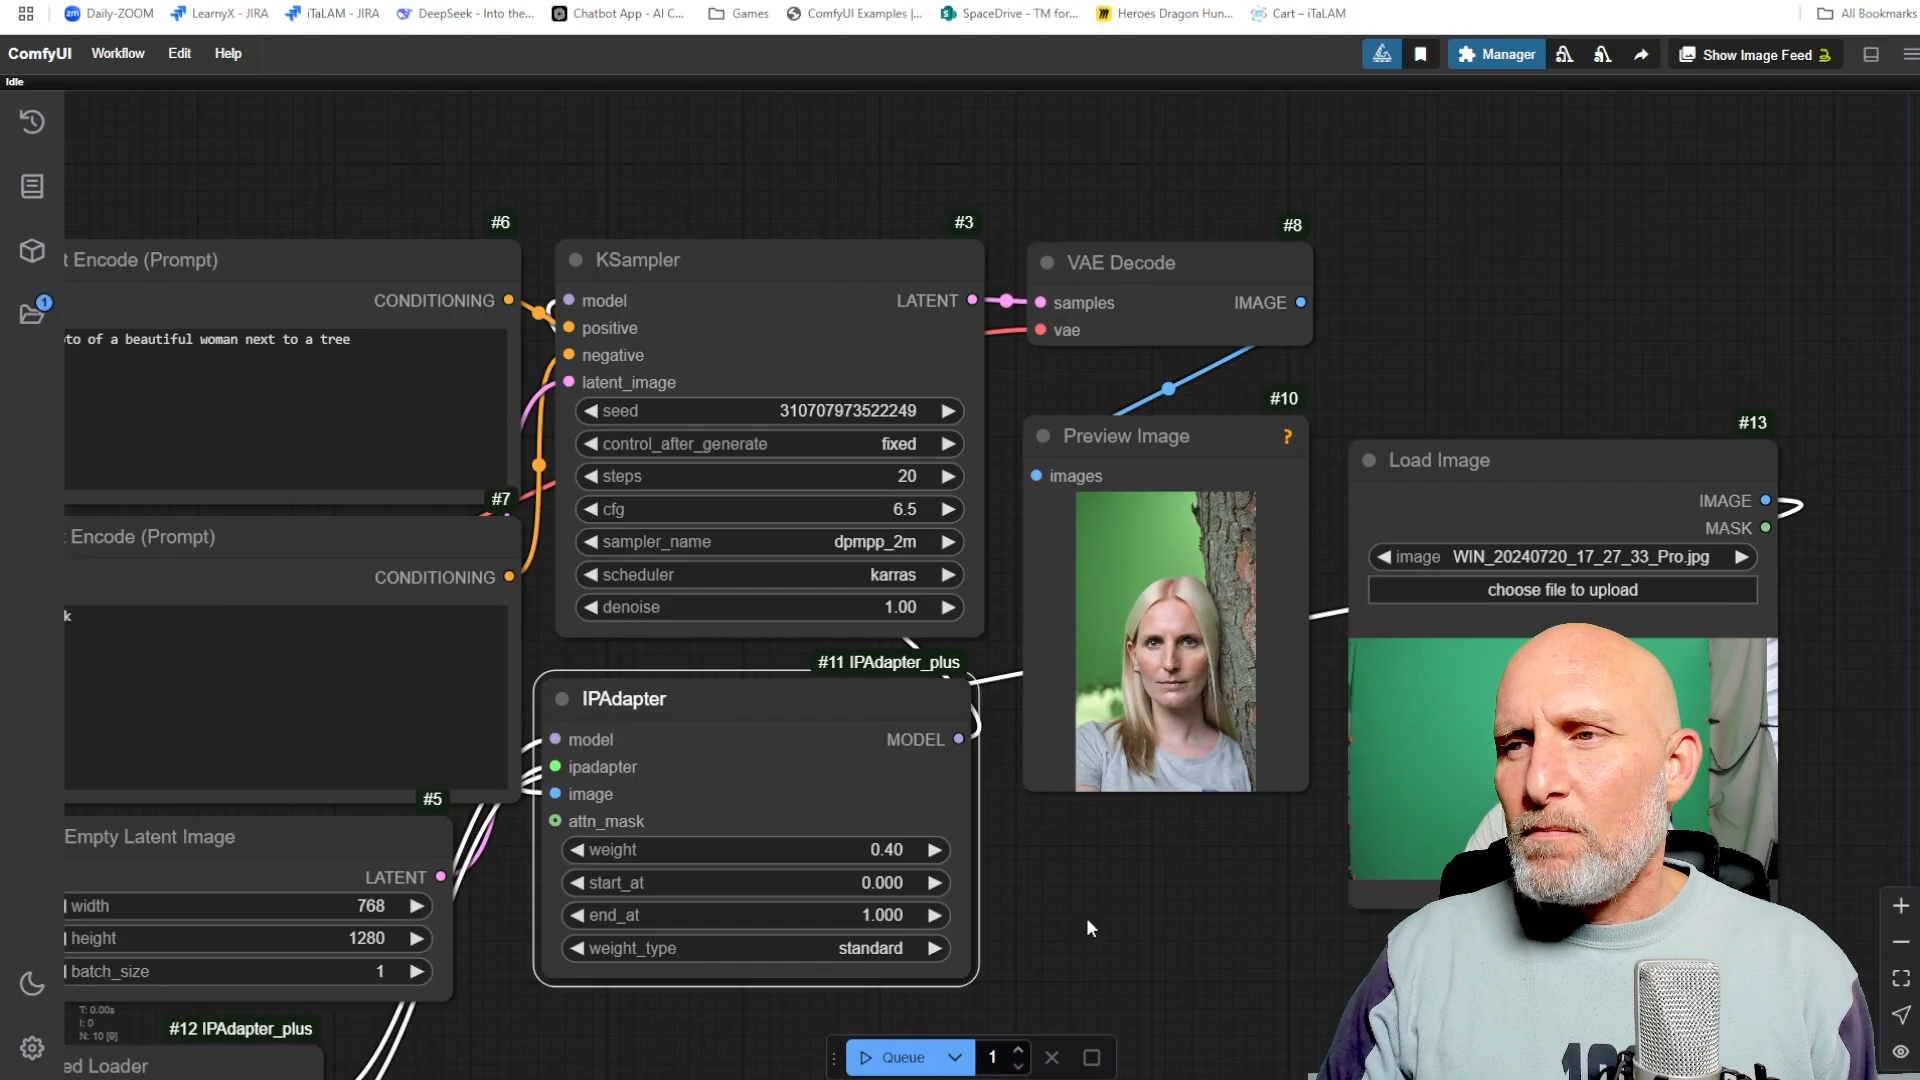 Daily-ZOOM
LearnyX - JIRA
iTaLAM - JIRA
DeepSeek - Into the...
Chatbot App - AI C...
Games
ComfyUI Examples |...
SpaceDrive - TM for...
Heroes Dragon Hun...
Cart – iTaLAM
All Bookmarks
ComfyUI
Workflow
Edit
Help
Manager
Show Image Feed
Idle
1
#6
t Encode (Prompt)
CONDITIONING
to of a beautiful woman next to a tree
#7
Encode (Prompt)
CONDITIONING
k
#5
Empty Latent Image
LATENT
width 768
height 1280
batch_size 1
T: 0.00s
I: 0
N: 10 [9]
#12 IPAdapter_plus
ed Loader
#3
KSampler
model
LATENT
positive
negative
latent_image
seed 310707973522249
control_after_generate fixed
steps 20
cfg 6.5
sampler_name dpmpp_2m
scheduler karras
denoise 1.00
#11 IPAdapter_plus
IPAdapter
model
MODEL
ipadapter
image
attn_mask
weight 0.40
start_at 0.000
end_at 1.000
weight_type standard
#8
VAE Decode
samples
IMAGE
vae
#10
Preview Image
?
images
#13
Load Image
IMAGE
MASK
image WIN_20240720_17_27_33_Pro.jpg
choose file to upload
Queue
1